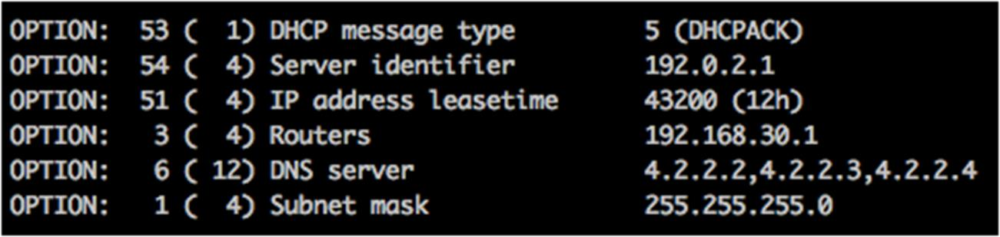 OPTION:  53 (  1) DHCP message type         5 (DHCPACK)
OPTION:  54 (  4) Server identifier         192.0.2.1
OPTION:  51 (  4) IP address leasetime      43200 (12h)
OPTION:   3 (  4) Routers                   192.168.30.1
OPTION:   6 ( 12) DNS server                4.2.2.2,4.2.2.3,4.2.2.4
OPTION:   1 (  4) Subnet mask               255.255.255.0